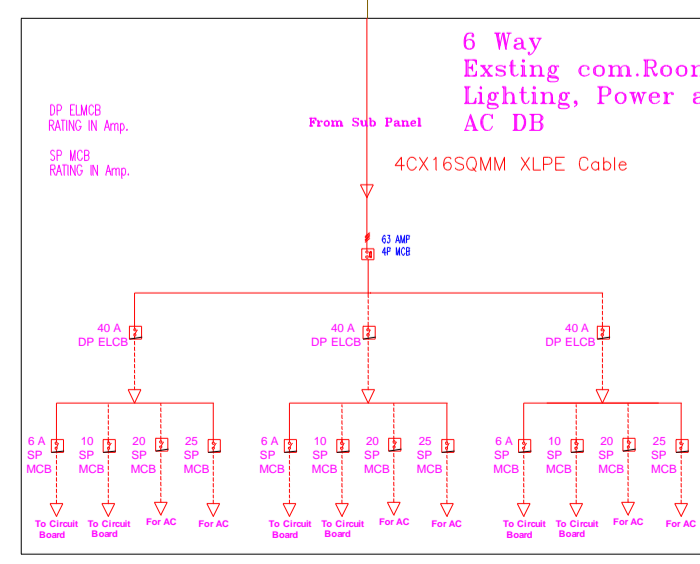 6 Way
Exsting com.Room
Lighting, Power a
AC DB
DP ELMCB
RATING IN Amp.
From Sub Panel
SP MCB
RATING IN Amp.
4CX16SQMM XLPE Cable
63 AMP
4P MCB
40 A
DP ELCB
40 A
DP ELCB
40 A
DP ELCB
6 A
SP
MCB
10
SP
MCB
20
SP
MCB
25
SP
MCB
6 A
SP
MCB
10
SP
MCB
20
SP
MCB
25
SP
MCB
6 A
SP
MCB
10
SP
MCB
20
SP
MCB
25
SP
MCB
To Circuit
Board
To Circuit
Board
For AC
For AC
To Circuit
Board
To Circuit
Board
For AC
For AC
To Circuit
Board
To Circuit
Board
For AC
For AC